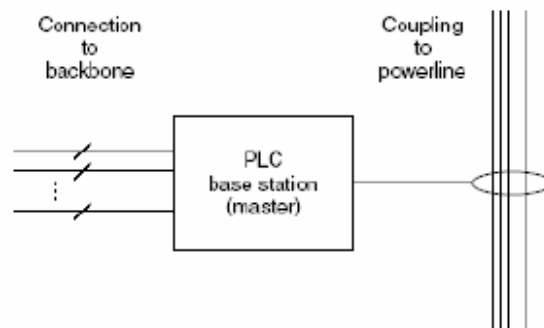 Connection
to
backbone
Coupling
to
powerline
PLC
base station
(master)